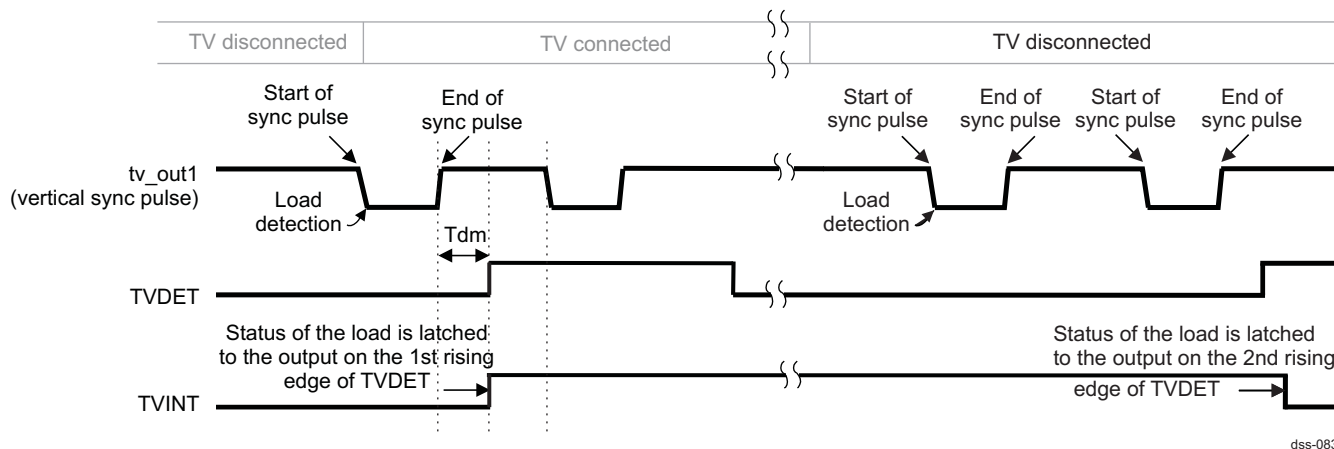 TV disconnected
TV connected
TV disconnected
Start of
sync pulse
End of
sync pulse
Start of
sync pulse
End of
sync pulse
Start of
sync pulse
End of
sync pulse
tv_out1
(vertical sync pulse)
Load
detection
Load
detection
Tdm
TVDET
Status of the load is latched
to the output on the 1st rising
edge of TVDET
Status of the load is latched
to the output on the 2nd rising
edge of TVDET
TVINT
dss-083